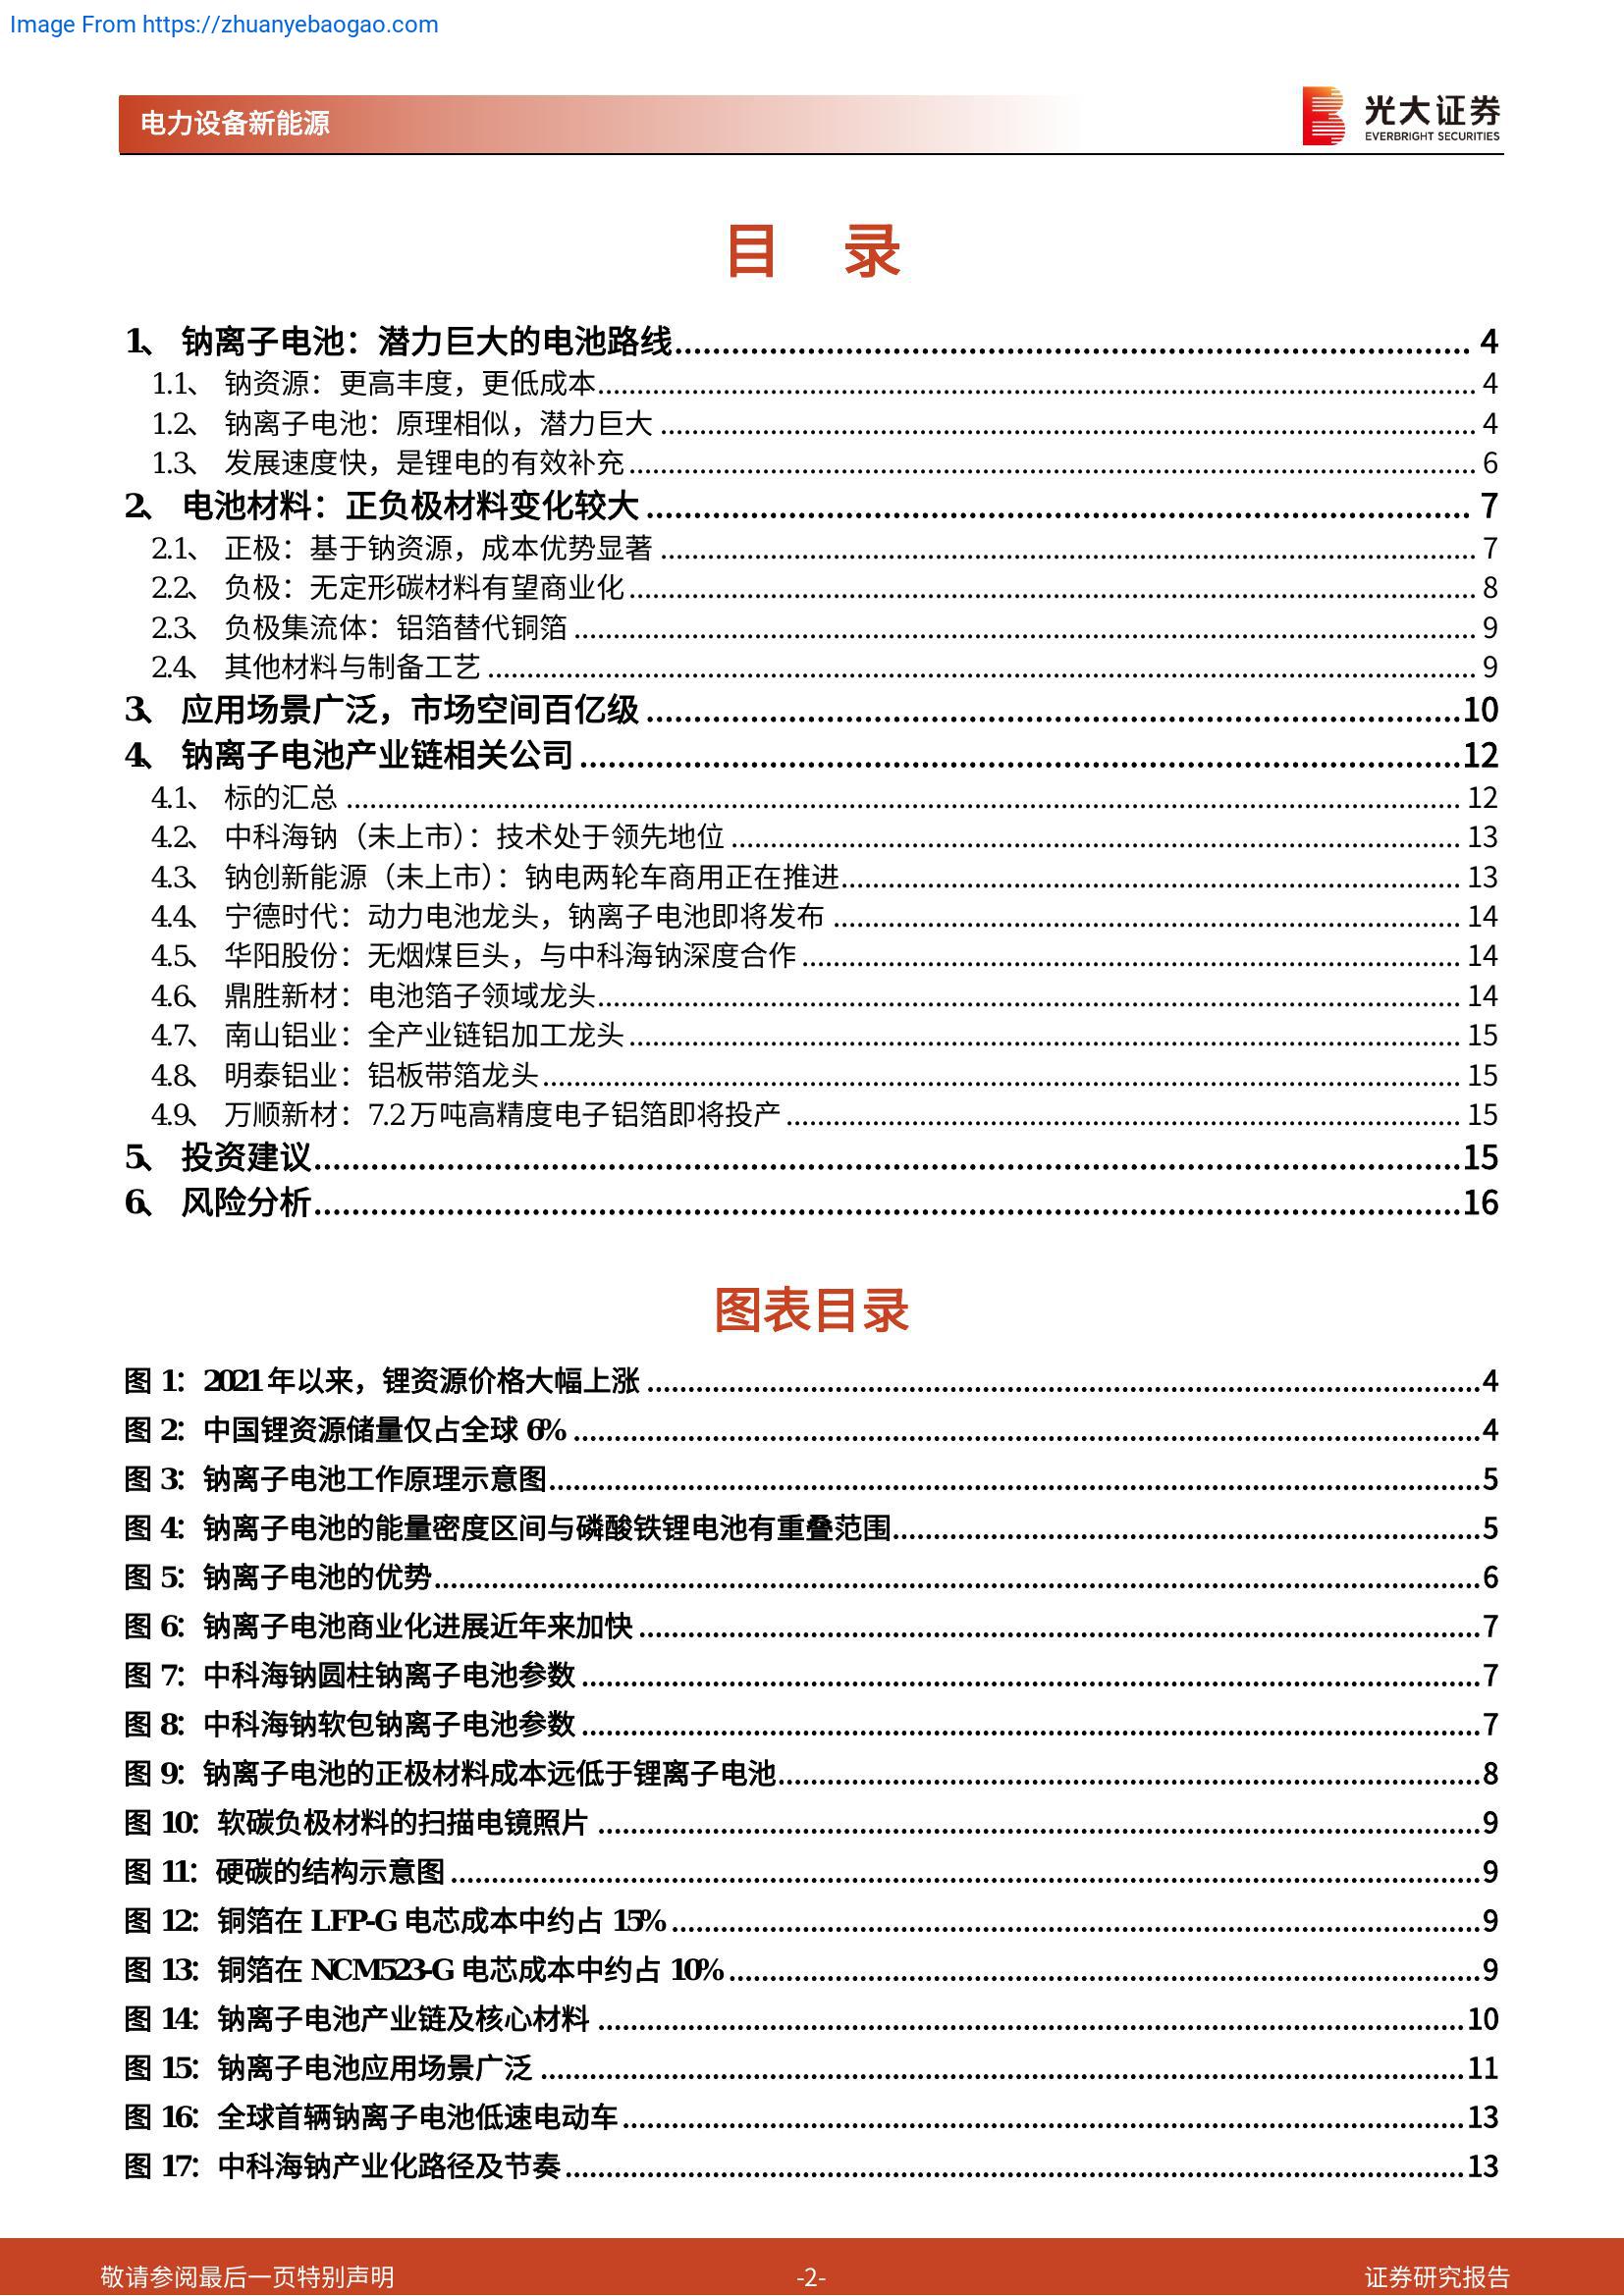 Image From https://zhuanyebaogao.com
电力设备新能源
光大证券
EVERBRIGHT SECURITIES
目 录
1、 钠离子电池：潜力巨大的电池路线 4
1.1、 钠资源：更高丰度，更低成本 4
1.2、 钠离子电池：原理相似，潜力巨大 4
1.3、 发展速度快，是锂电的有效补充 6
2、 电池材料：正负极材料变化较大 7
2.1、 正极：基于钠资源，成本优势显著 7
2.2、 负极：无定形碳材料有望商业化 8
2.3、 负极集流体：铝箔替代铜箔 9
2.4、 其他材料与制备工艺 9
3、 应用场景广泛，市场空间百亿级 10
4、 钠离子电池产业链相关公司 12
4.1、 标的汇总 12
4.2、 中科海钠（未上市）：技术处于领先地位 13
4.3、 钠创新能源（未上市）：钠电两轮车商用正在推进 13
4.4、 宁德时代：动力电池龙头，钠离子电池即将发布 14
4.5、 华阳股份：无烟煤巨头，与中科海钠深度合作 14
4.6、 鼎胜新材：电池箔子领域龙头 14
4.7、 南山铝业：全产业链铝加工龙头 15
4.8、 明泰铝业：铝板带箔龙头 15
4.9、 万顺新材：7.2 万吨高精度电子铝箔即将投产 15
5、 投资建议 15
6、 风险分析 16
图表目录
图 1：2021 年以来，锂资源价格大幅上涨 4
图 2：中国锂资源储量仅占全球 6% 4
图 3：钠离子电池工作原理示意图 5
图 4：钠离子电池的能量密度区间与磷酸铁锂电池有重叠范围 5
图 5：钠离子电池的优势 6
图 6：钠离子电池商业化进展近年来加快 7
图 7：中科海钠圆柱钠离子电池参数 7
图 8：中科海钠软包钠离子电池参数 7
图 9：钠离子电池的正极材料成本远低于锂离子电池 8
图 10：软碳负极材料的扫描电镜照片 9
图 11：硬碳的结构示意图 9
图 12：铜箔在 LFP-G 电芯成本中约占 15% 9
图 13：铜箔在 NCM523-G 电芯成本中约占 10% 9
图 14：钠离子电池产业链及核心材料 10
图 15：钠离子电池应用场景广泛 11
图 16：全球首辆钠离子电池低速电动车 13
图 17：中科海钠产业化路径及节奏 13
敬请参阅最后一页特别声明 -2- 证券研究报告